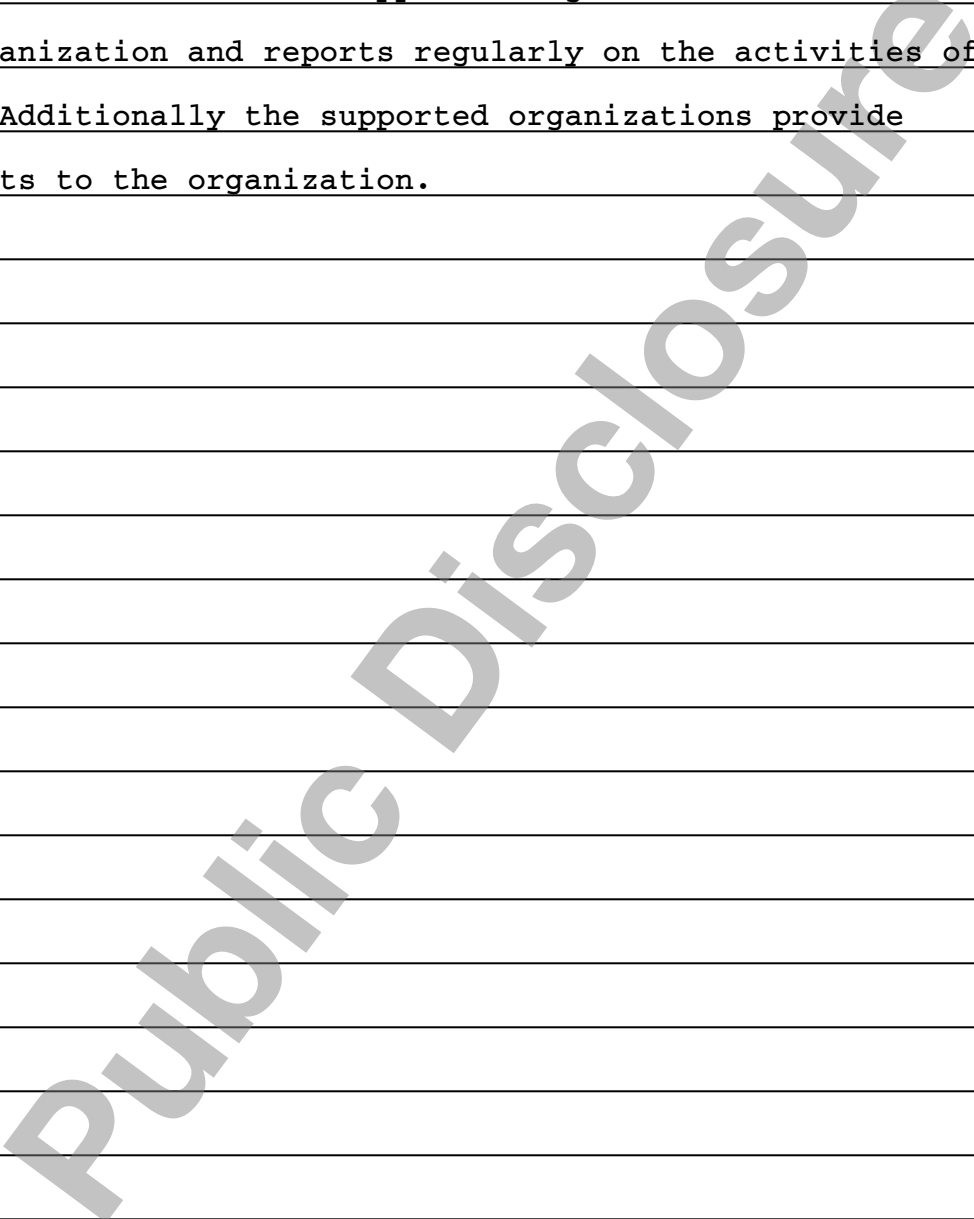 anization and reports regularly on the activities of
Additionally the supported organizations provide
ts to the organization.
Public Disclosure